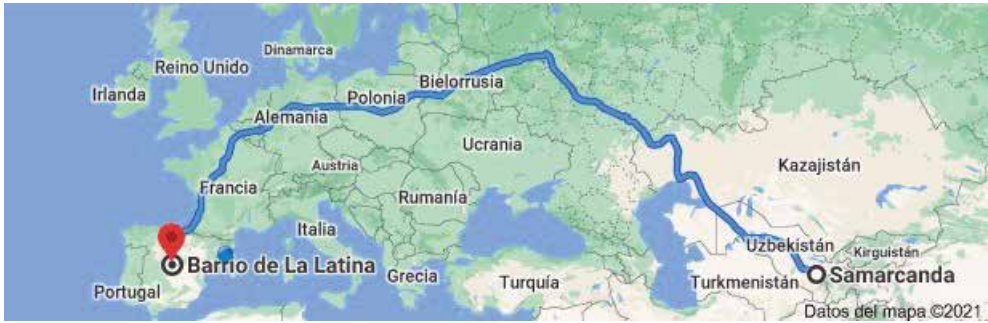 Dinamarca
Reino Unido
Irlanda
Bielorrusia
Polonia
Alemania
Ucrania
Kazajistán
Austria
Francia
Rumanía
Italia
Uzbekistán
Kirguistán
Barrio de La Latina
Grecia
Turquía
Turkmenistán
Samarcanda
Portugal
Datos del mapa ©2021